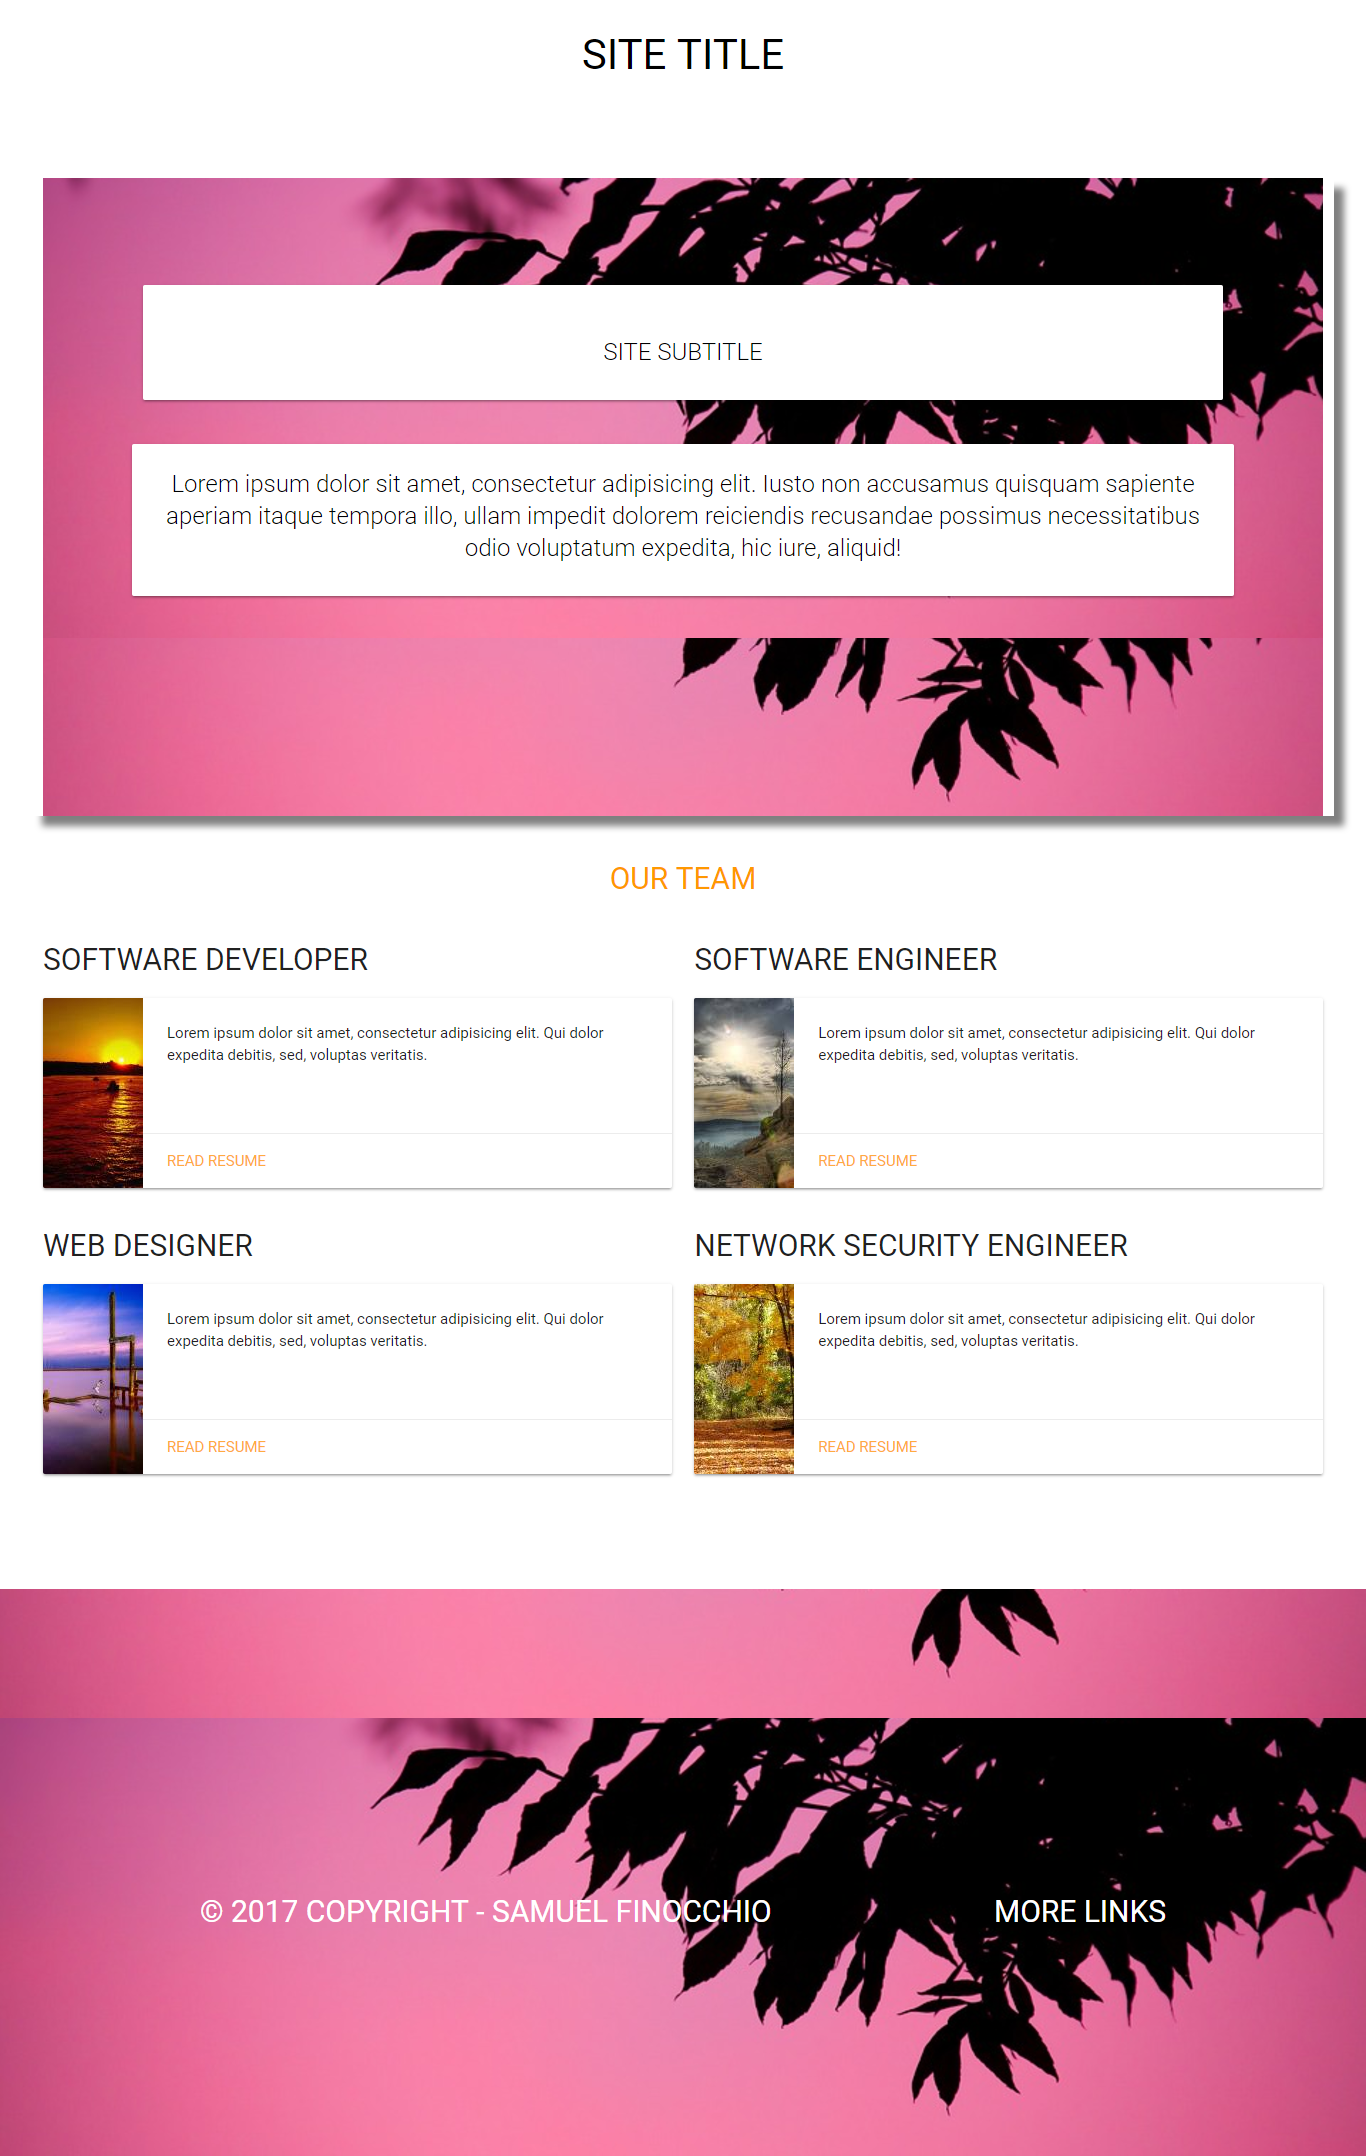 SITE TITLE
SITE SUBTITLE
Lorem ipsum dolor sit amet, consectetur adipisicing elit. Iusto non accusamus quisquam sapiente
aperiam itaque tempora illo, ullam impedit dolorem reiciendis recusandae possimus necessitatibus
odio voluptatum expedita, hic iure, aliquid!
OUR TEAM
SOFTWARE DEVELOPER
Lorem ipsum dolor sit amet, consectetur adipisicing elit. Qui dolor
expedita debitis, sed, voluptas veritatis.
READ RESUME
SOFTWARE ENGINEER
Lorem ipsum dolor sit amet, consectetur adipisicing elit. Qui dolor
expedita debitis, sed, voluptas veritatis.
READ RESUME
WEB DESIGNER
Lorem ipsum dolor sit amet, consectetur adipisicing elit. Qui dolor
expedita debitis, sed, voluptas veritatis.
READ RESUME
NETWORK SECURITY ENGINEER
Lorem ipsum dolor sit amet, consectetur adipisicing elit. Qui dolor
expedita debitis, sed, voluptas veritatis.
READ RESUME
© 2017 COPYRIGHT - SAMUEL FINOCCHIO
MORE LINKS